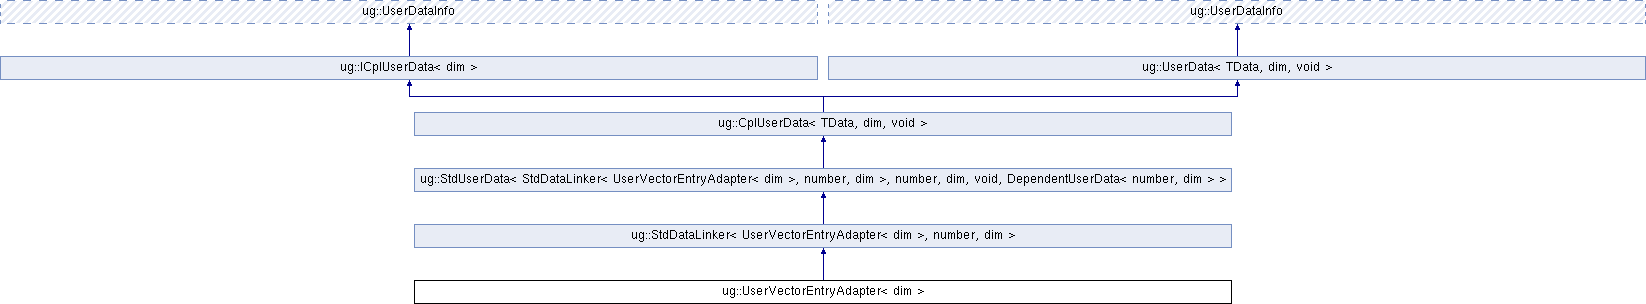 ug::UserDataInfo
ug::UserDataInfo
ug::ICplUserData< dim >
ug::UserData< TData, dim, void >
ug::CplUserData< TData, dim, void >
ug::StdUserData< StdDataLinker< UserVectorEntryAdapter< dim >, number, dim >, number, dim, void, DependentUserData< number, dim > >
ug::StdDataLinker< UserVectorEntryAdapter< dim >, number, dim >
ug::UserVectorEntryAdapter< dim >